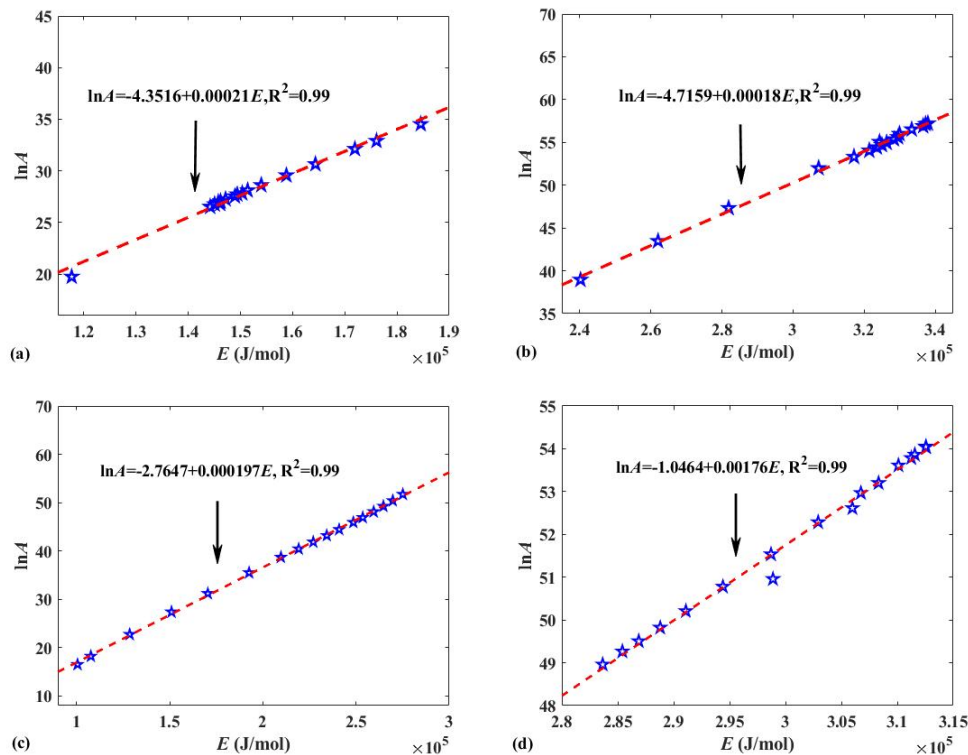 45
40
35
30
25
20
lnA
lnA=-4.3516+0.00021E,R²=0.99
1.2 1.3 1.4 1.5 1.6 1.7 1.8 1.9
E (J/mol)
×10⁵
(a)
70
65
60
55
50
45
40
35
lnA
lnA=-4.7159+0.00018E,R²=0.99
2.4 2.6 2.8 3 3.2 3.4
E (J/mol)
×10⁵
(b)
70
60
50
40
30
20
10
lnA
lnA=-2.7647+0.000197E, R²=0.99
1 1.5 2 2.5 3
E (J/mol)
×10⁵
(c)
55
54
53
52
51
50
49
48
lnA
lnA=-1.0464+0.00176E, R²=0.99
2.8 2.85 2.9 2.95 3 3.05 3.1 3.15
E (J/mol)
×10⁵
(d)